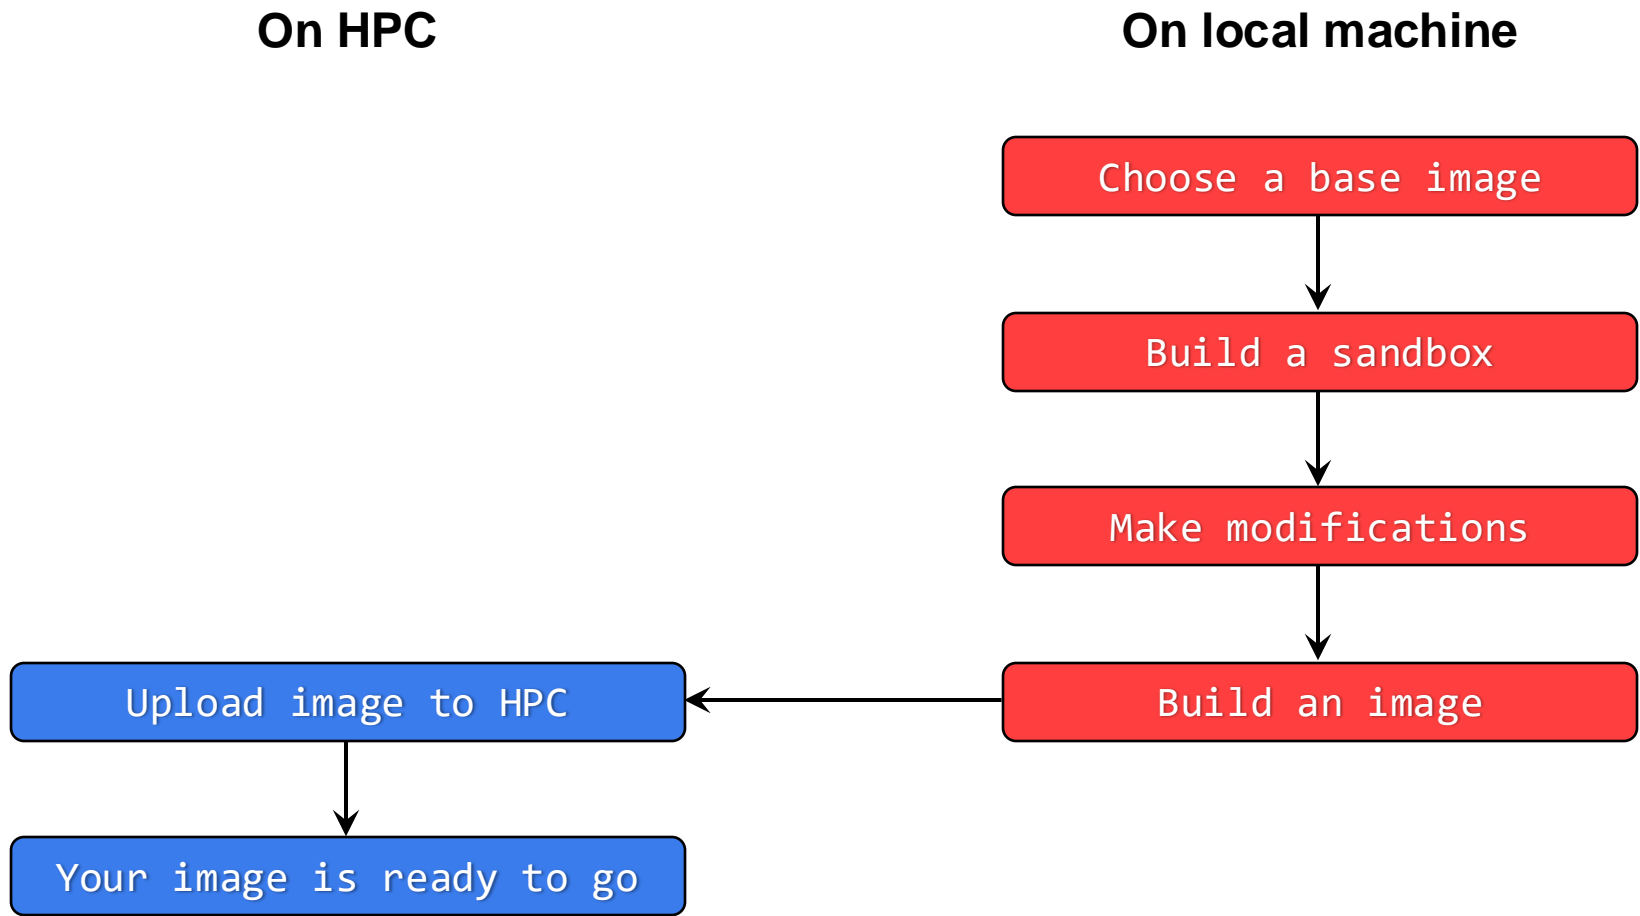 On HPC
On local machine
Choose a base image
Build a sandbox
Make modifications
Build an image
Upload image to HPC
Your image is ready to go